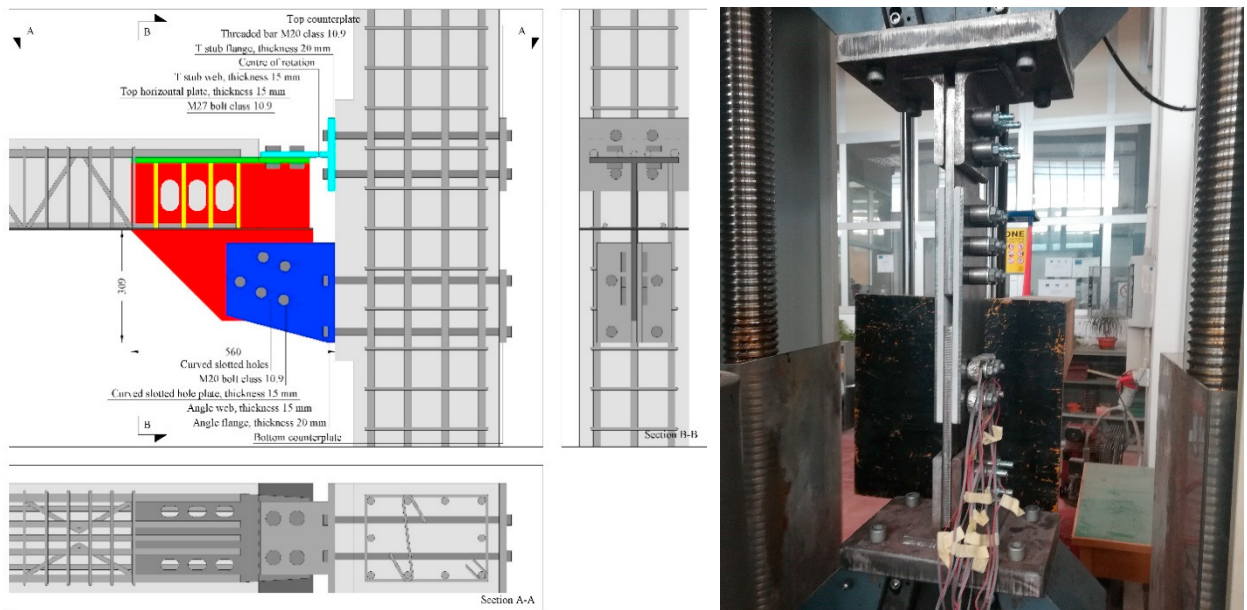 A
B
Top counterplate
A
Threaded bar M20 class 10.9
T stub flange, thickness 20 mm
Centre of rotation
T stub web, thickness 15 mm
Top horizontal plate, thickness 15 mm
M27 bolt class 10.9
309
560
Curved slotted holes
M20 bolt class 10.9
Curved slotted hole plate, thickness 15 mm
Angle web, thickness 15 mm
Angle flange, thickness 20 mm
B
Bottom counterplate
Section B-B
Section A-A
ONE